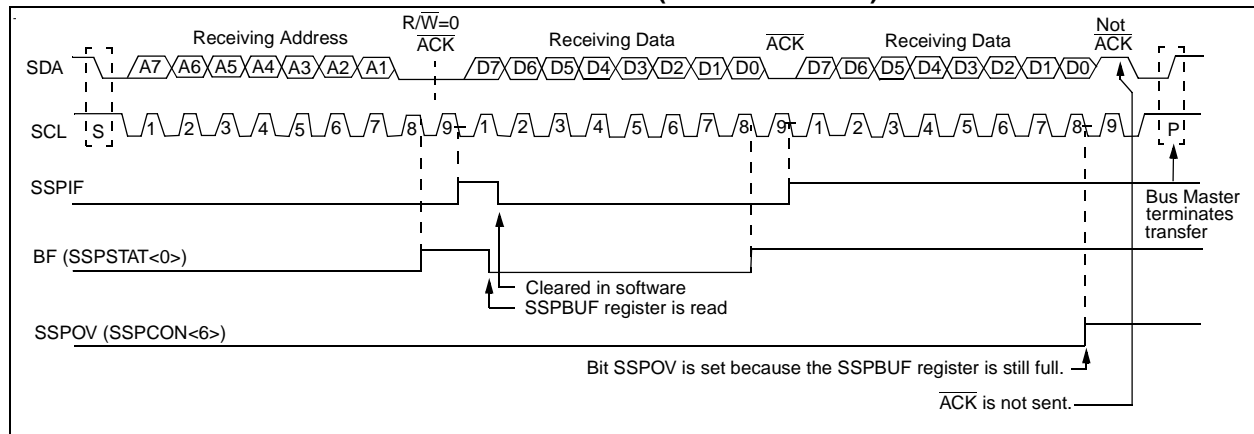 R/W=0
Receiving Address
ACK
Receiving Data
ACK
Receiving Data
Not
ACK
SDA
A7 A6 A5 A4 A3 A2 A1
D7 D6 D5 D4 D3 D2 D1 D0
D7 D6 D5 D4 D3 D2 D1 D0
SCL
S
1 2 3 4 5 6 7 8 9
1 2 3 4 5 6 7 8 9
1 2 3 4 5 6 7 8 9
P
SSPIF
Bus Master
terminates
transfer
BF (SSPSTAT<0>)
Cleared in software
SSPBUF register is read
SSPOV (SSPCON<6>)
Bit SSPOV is set because the SSPBUF register is still full.
ACK is not sent.